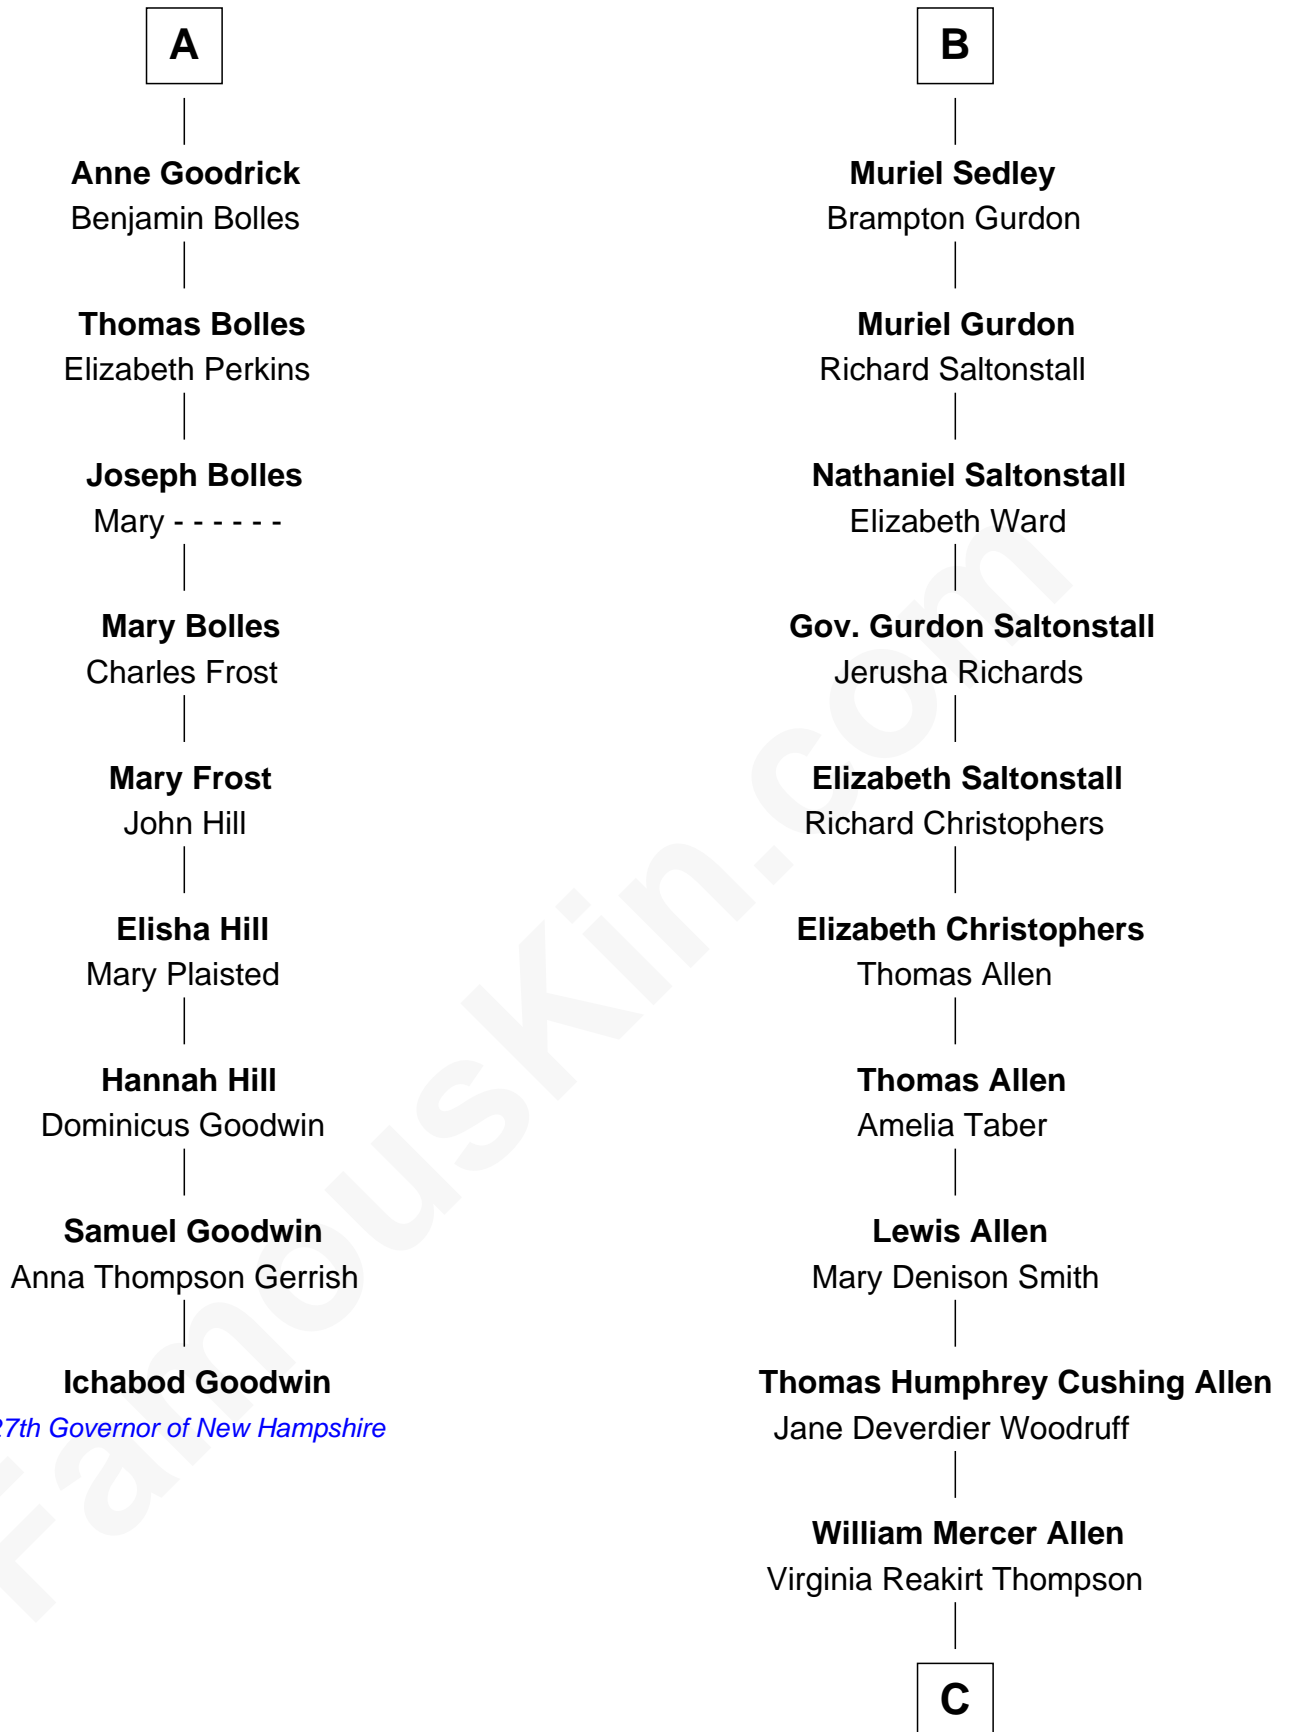 A
Anne Goodrick
Benjamin Bolles
Thomas Bolles
Elizabeth Perkins
Joseph Bolles
Mary - - - - - -
Mary Bolles
Charles Frost
Mary Frost
John Hill
Elisha Hill
Mary Plaisted
Hannah Hill
Dominicus Goodwin
Samuel Goodwin
Anna Thompson Gerrish
Ichabod Goodwin
27th Governor of New Hampshire
B
Muriel Sedley
Brampton Gurdon
Muriel Gurdon
Richard Saltonstall
Nathaniel Saltonstall
Elizabeth Ward
Gov. Gurdon Saltonstall
Jerusha Richards
Elizabeth Saltonstall
Richard Christophers
Elizabeth Christophers
Thomas Allen
Thomas Allen
Amelia Taber
Lewis Allen
Mary Denison Smith
Thomas Humphrey Cushing Allen
Jane Deverdier Woodruff
William Mercer Allen
Virginia Reakirt Thompson
C
FamousKin.com